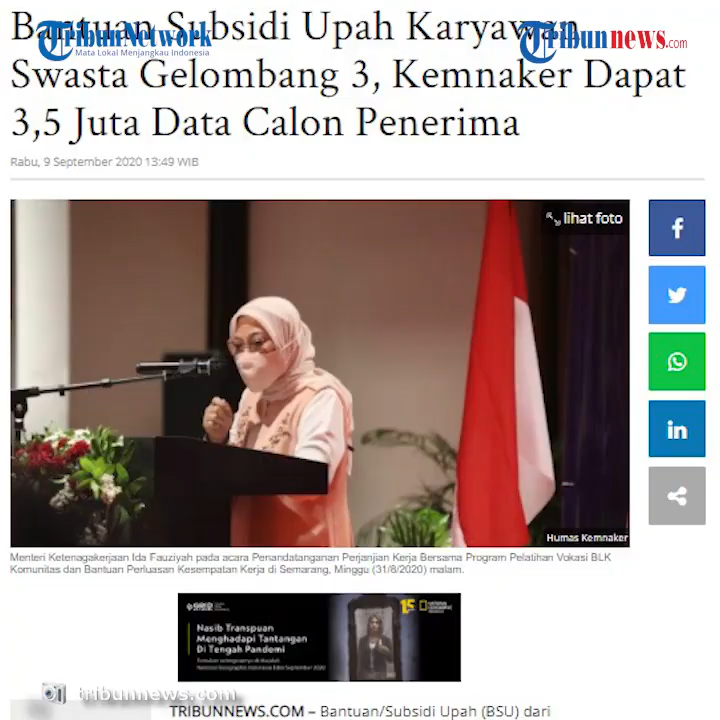 Bantuan Subsidi Upah Karyawan
Swasta Gelombang 3, Kemnaker Dapat
3,5 Juta Data Calon Penerima
TribunNetwork
Mata Lokal Menjangkau Indonesia
Tribunnews.com
Rabu, 9 September 2020 13:49 WIB
lihat foto
Humas Kemnaker
Menteri Ketenagakerjaan Ida Fauziyah pada acara Penandatanganan Perjanjian Kerja Bersama Program Pelatihan Vokasi BLK
Komunitas dan Bantuan Perluasan Kesempatan Kerja di Semarang, Minggu (31/8/2020) malam.
Nasib Transpuan
Menghadapi Tantangan
Di Tengah Pandemi
15
NATIONAL GEOGRAPHIC
tribunnews.com
TRIBUNNEWS.COM – Bantuan/Subsidi Upah (BSU) dari